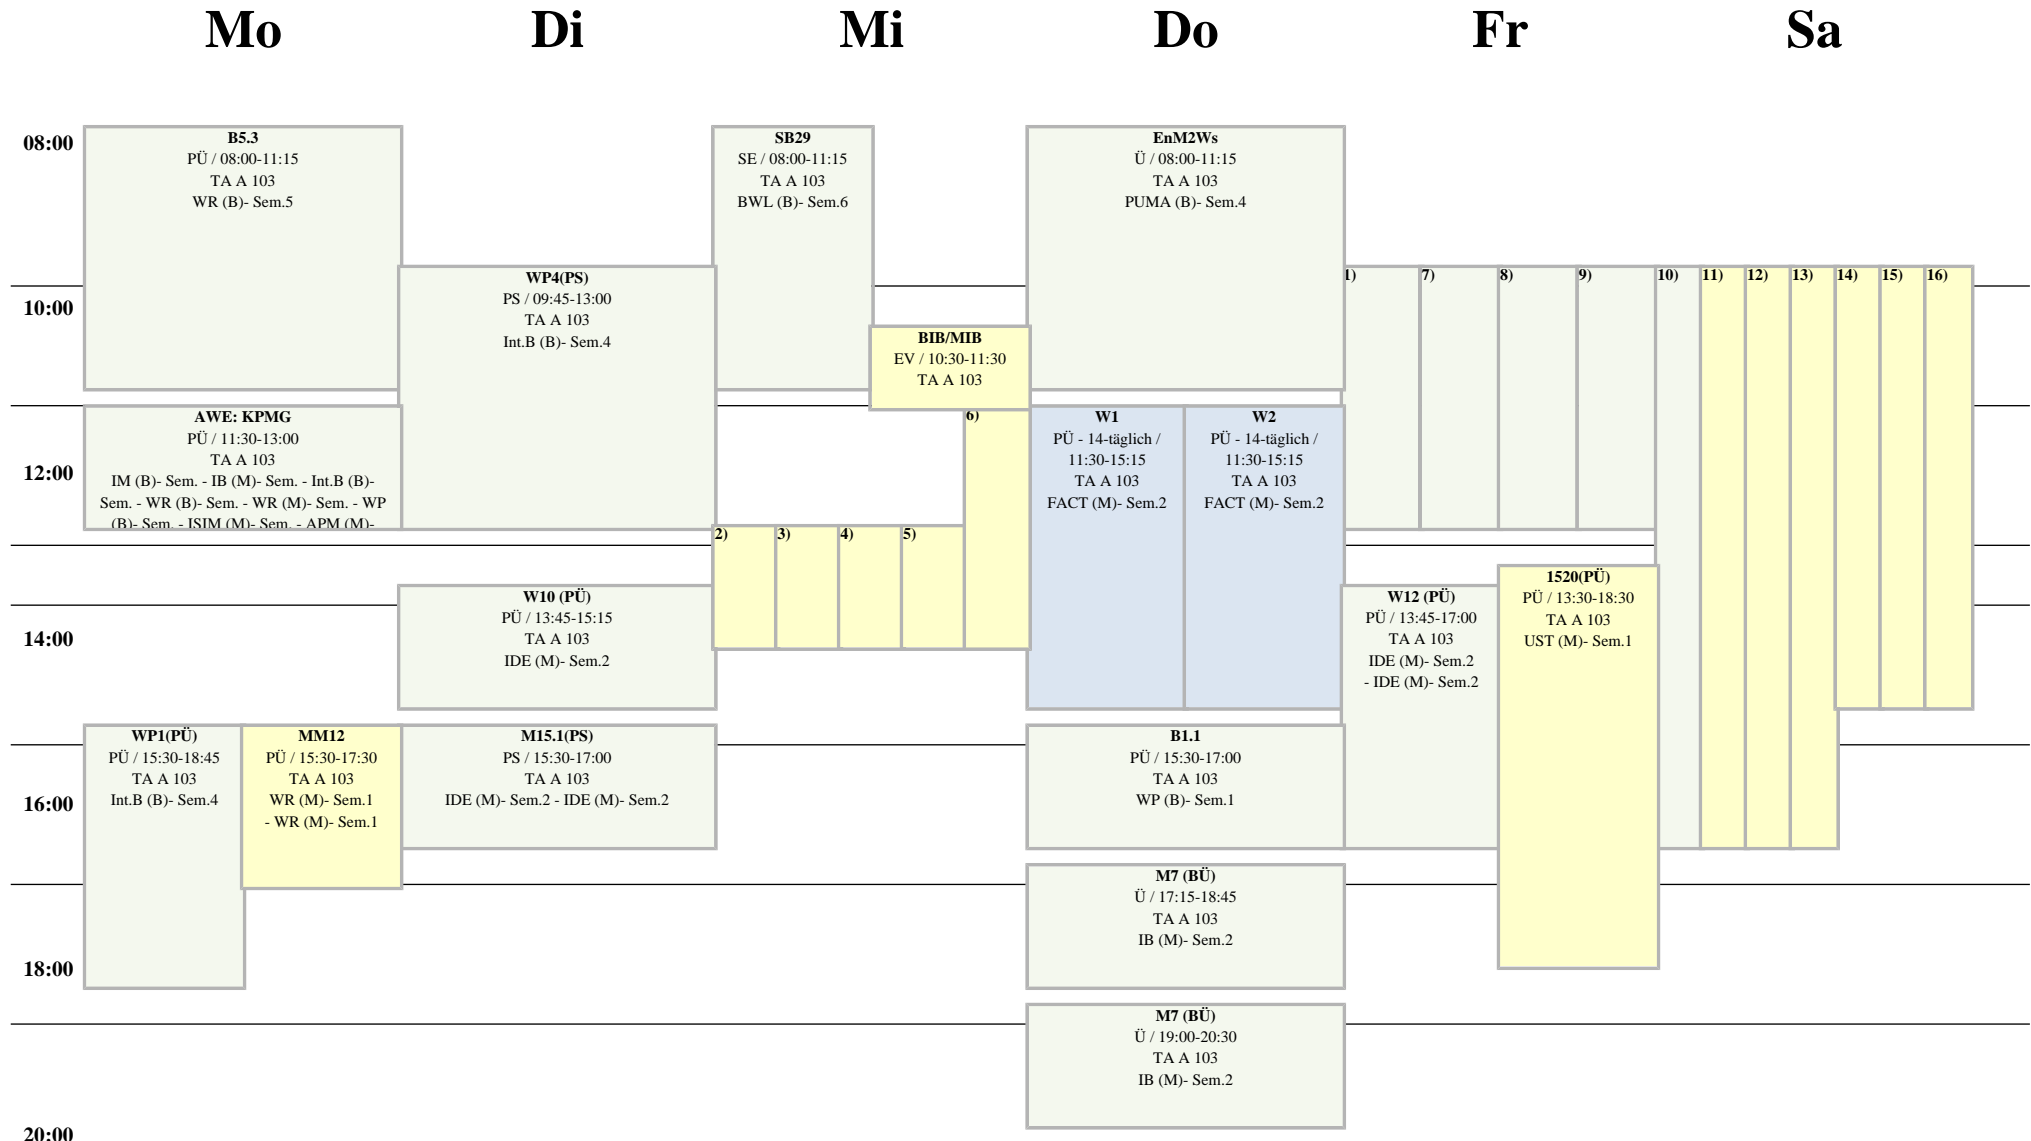 Mo Di Mi Do Fr Sa
08:00
10:00
12:00
14:00
16:00
18:00
20:00
B5.3
PÜ / 08:00-11:15
TA A 103
WR (B)- Sem.5
AWE: KPMG
PÜ / 11:30-13:00
TA A 103
IM (B)- Sem. - IB (M)- Sem. - Int.B (B)-
Sem. - WR (B)- Sem. - WR (M)- Sem. - WP
(B)- Sem. - ISIM (M)- Sem. - APM (M)-
WP1(PÜ)
PÜ / 15:30-18:45
TA A 103
Int.B (B)- Sem.4
MM12
PÜ / 15:30-17:30
TA A 103
WR (M)- Sem.1
- WR (M)- Sem.1
WP4(PS)
PS / 09:45-13:00
TA A 103
Int.B (B)- Sem.4
W10 (PÜ)
PÜ / 13:45-15:15
TA A 103
IDE (M)- Sem.2
M15.1(PS)
PS / 15:30-17:00
TA A 103
IDE (M)- Sem.2 - IDE (M)- Sem.2
SB29
SE / 08:00-11:15
TA A 103
BWL (B)- Sem.6
BIB/MIB
EV / 10:30-11:30
TA A 103
2)
3)
4)
5)
6)
EnM2Ws
Ü / 08:00-11:15
TA A 103
PUMA (B)- Sem.4
W1
PÜ - 14-täglich /
11:30-15:15
TA A 103
FACT (M)- Sem.2
W2
PÜ - 14-täglich /
11:30-15:15
TA A 103
FACT (M)- Sem.2
B1.1
PÜ / 15:30-17:00
TA A 103
WP (B)- Sem.1
M7 (BÜ)
Ü / 17:15-18:45
TA A 103
IB (M)- Sem.2
M7 (BÜ)
Ü / 19:00-20:30
TA A 103
IB (M)- Sem.2
1)
7)
8)
9)
W12 (PÜ)
PÜ / 13:45-17:00
TA A 103
IDE (M)- Sem.2
- IDE (M)- Sem.2
1520(PÜ)
PÜ / 13:30-18:30
TA A 103
UST (M)- Sem.1
10)
11)
12)
13)
14)
15)
16)